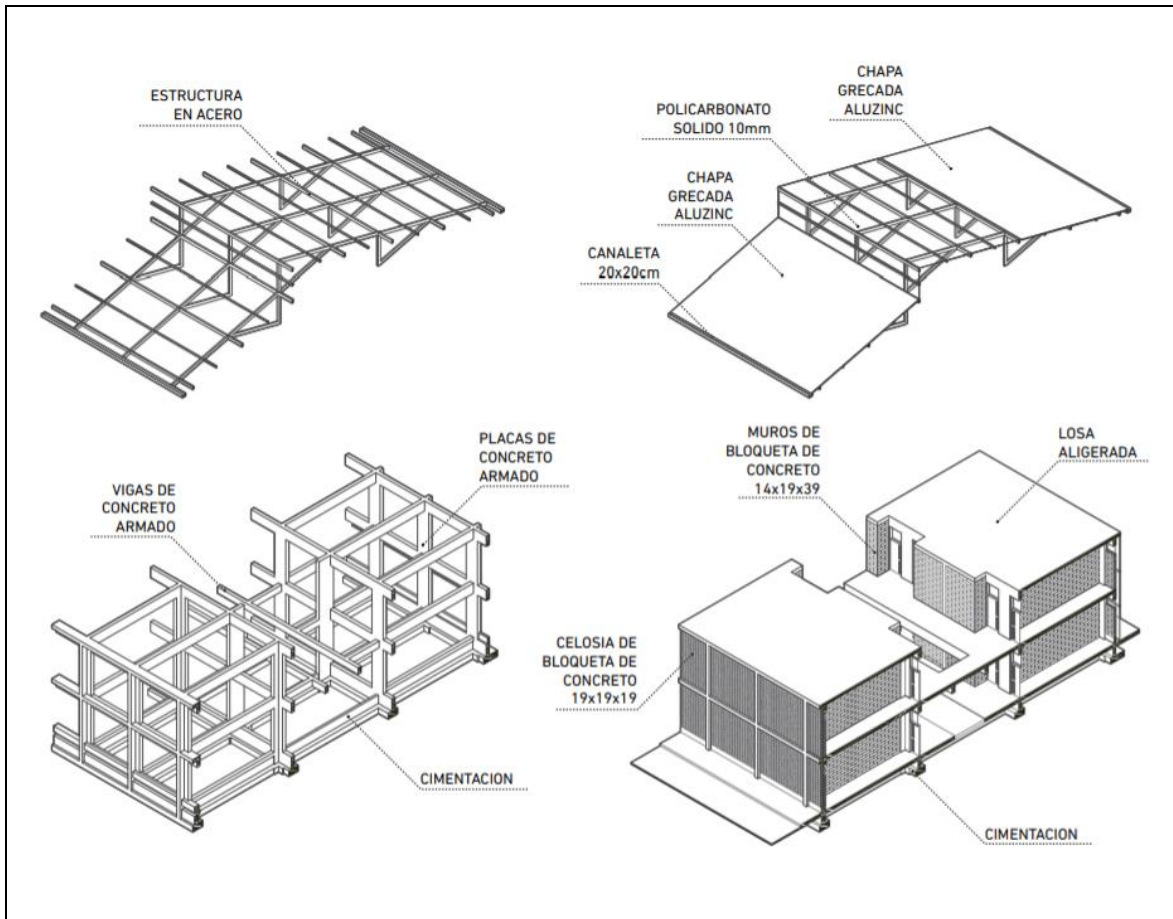 ESTRUCTURA
EN ACERO
CHAPA
GRECADA
ALUZINC
POLICARBONATO
SOLIDO 10mm
CHAPA
GRECADA
ALUZINC
CANALETA
20x20cm
PLACAS DE
CONCRETO
ARMADO
VIGAS DE
CONCRETO
ARMADO
CIMENTACION
MUROS DE
BLOQUETA DE
CONCRETO
14x19x39
LOSA
ALIGERADA
CELOSIA DE
BLOQUETA DE
CONCRETO
19x19x19
CIMENTACION